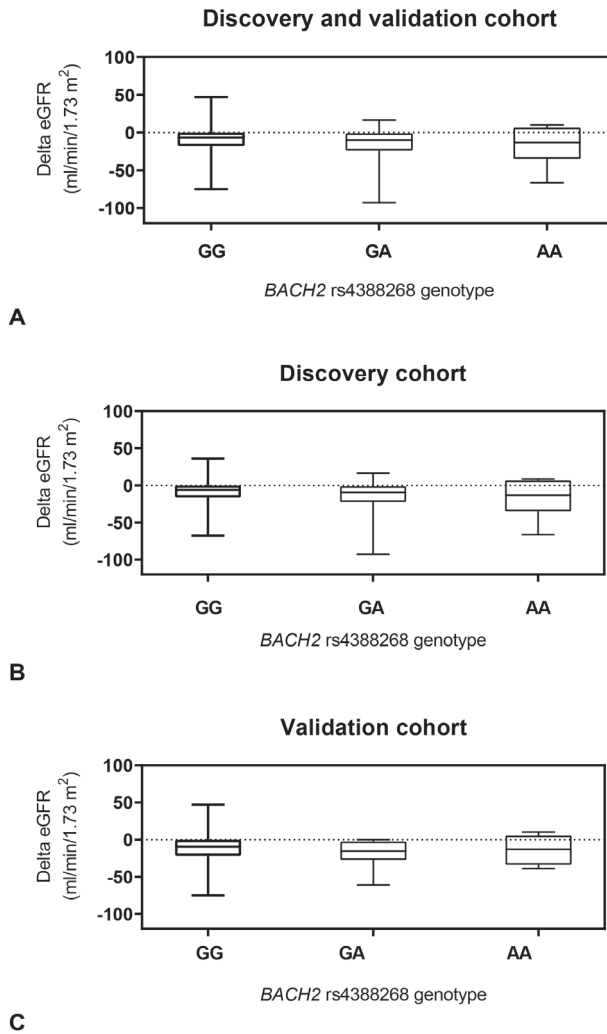 Discovery and validation cohort
Delta eGFR
(ml/min/1.73 m²)
100
50
0
-50
-100
GG GA AA
BACH2 rs4388268 genotype
A
Discovery cohort
Delta eGFR
(ml/min/1.73 m²)
100
50
0
-50
-100
GG GA AA
BACH2 rs4388268 genotype
B
Validation cohort
Delta eGFR
(ml/min/1.73 m²)
100
50
0
-50
-100
GG GA AA
BACH2 rs4388268 genotype
C